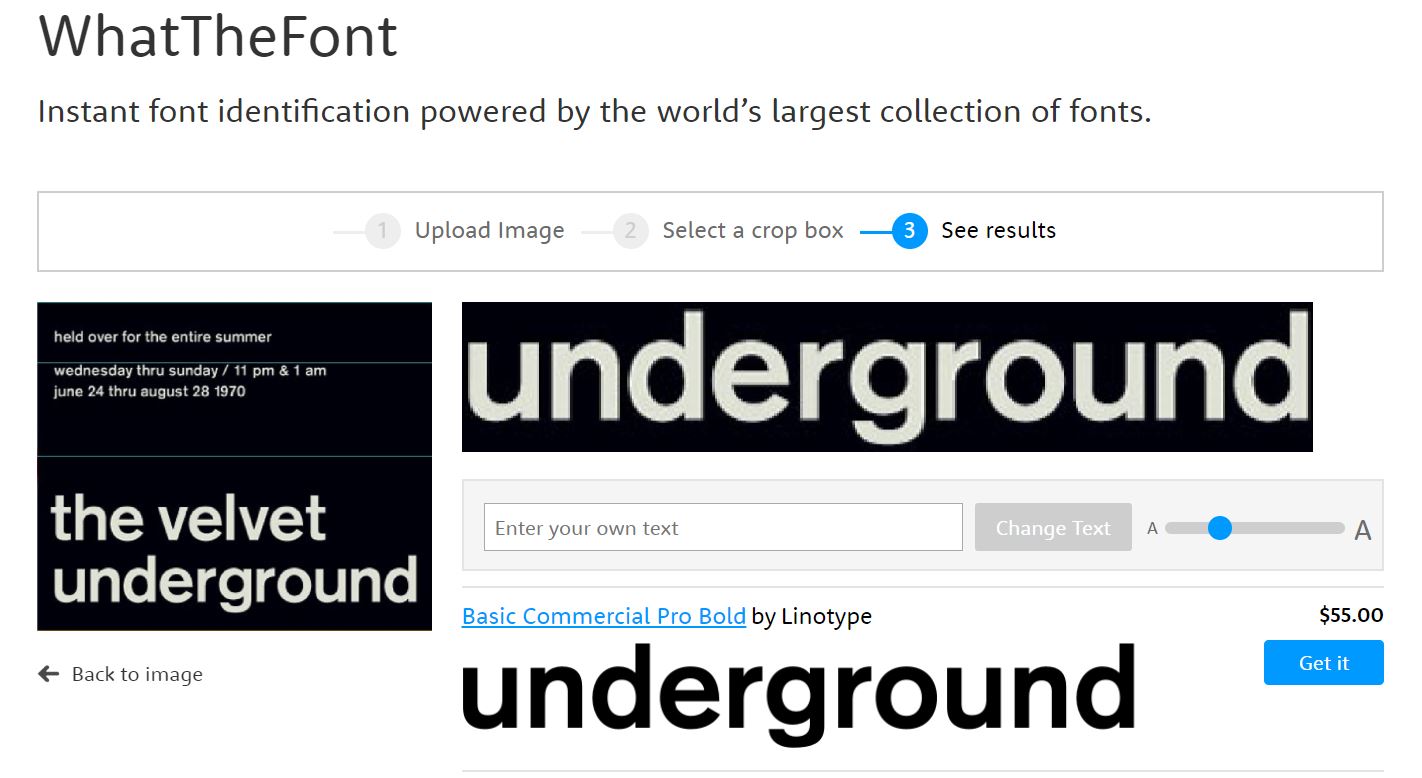 WhatTheFont
Instant font identification powered by the world’s largest collection of fonts.
1 Upload Image 2 Select a crop box 3 See results
held over for the entire summer
wednesday thru sunday / 11 pm & 1 am
june 24 thru august 28 1970
the velvet
underground
Back to image
underground
Enter your own text Change Text A A
Basic Commercial Pro Bold by Linotype $55.00
underground
Get it